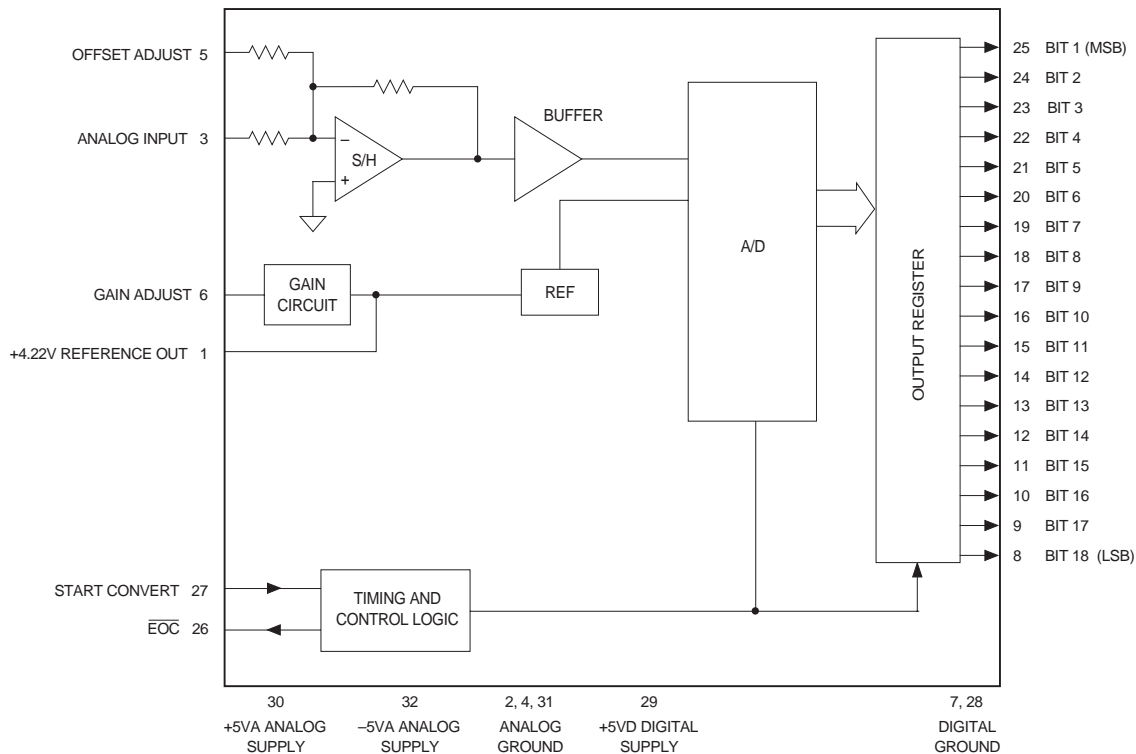 OFFSET ADJUST 5
ANALOG INPUT 3
S/H
–
+
BUFFER
GAIN ADJUST 6
GAIN
CIRCUIT
REF
+4.22V REFERENCE OUT 1
A/D
OUTPUT REGISTER
25 BIT 1 (MSB)
24 BIT 2
23 BIT 3
22 BIT 4
21 BIT 5
20 BIT 6
19 BIT 7
18 BIT 8
17 BIT 9
16 BIT 10
15 BIT 11
14 BIT 12
13 BIT 13
12 BIT 14
11 BIT 15
10 BIT 16
9 BIT 17
8 BIT 18 (LSB)
START CONVERT 27
EOC 26
TIMING AND
CONTROL LOGIC
30
+5VA ANALOG
SUPPLY
32
–5VA ANALOG
SUPPLY
2, 4, 31
ANALOG
GROUND
29
+5VD DIGITAL
SUPPLY
7, 28
DIGITAL
GROUND